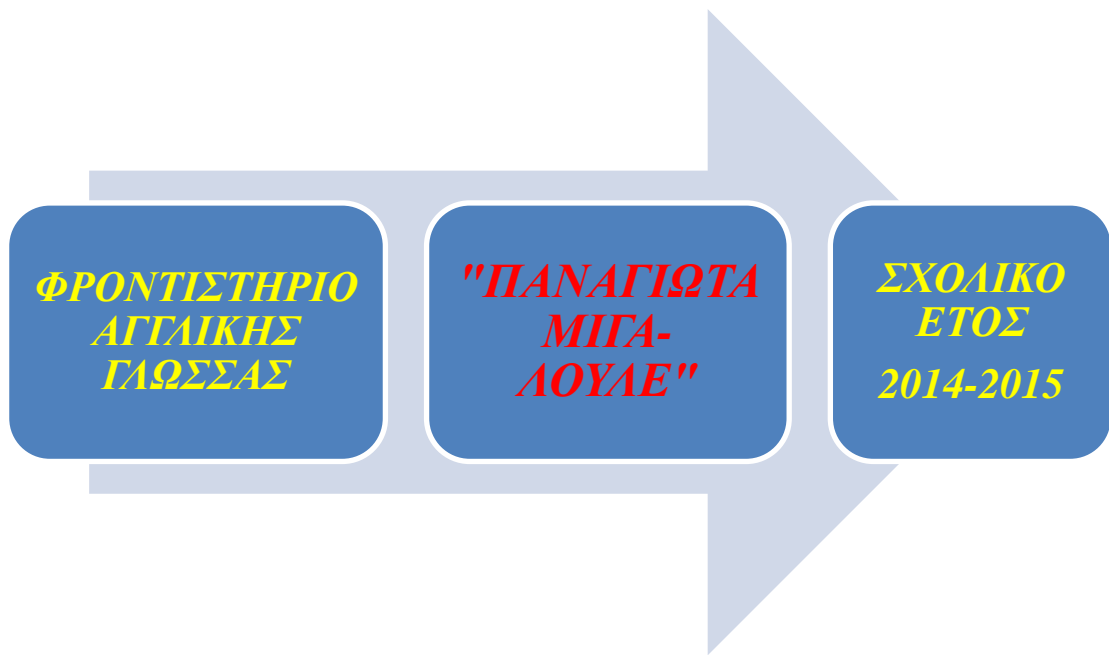 ΦΡΟΝΤΙΣΤΗΡΙΟ
ΑΓΓΛΙΚΗΣ
ΓΛΩΣΣΑΣ
"ΠΑΝΑΓΙΩΤΑ
ΜΙΓΑ-
ΛΟΥΛΕ"
ΣΧΟΛΙΚΟ
ΕΤΟΣ
2014-2015